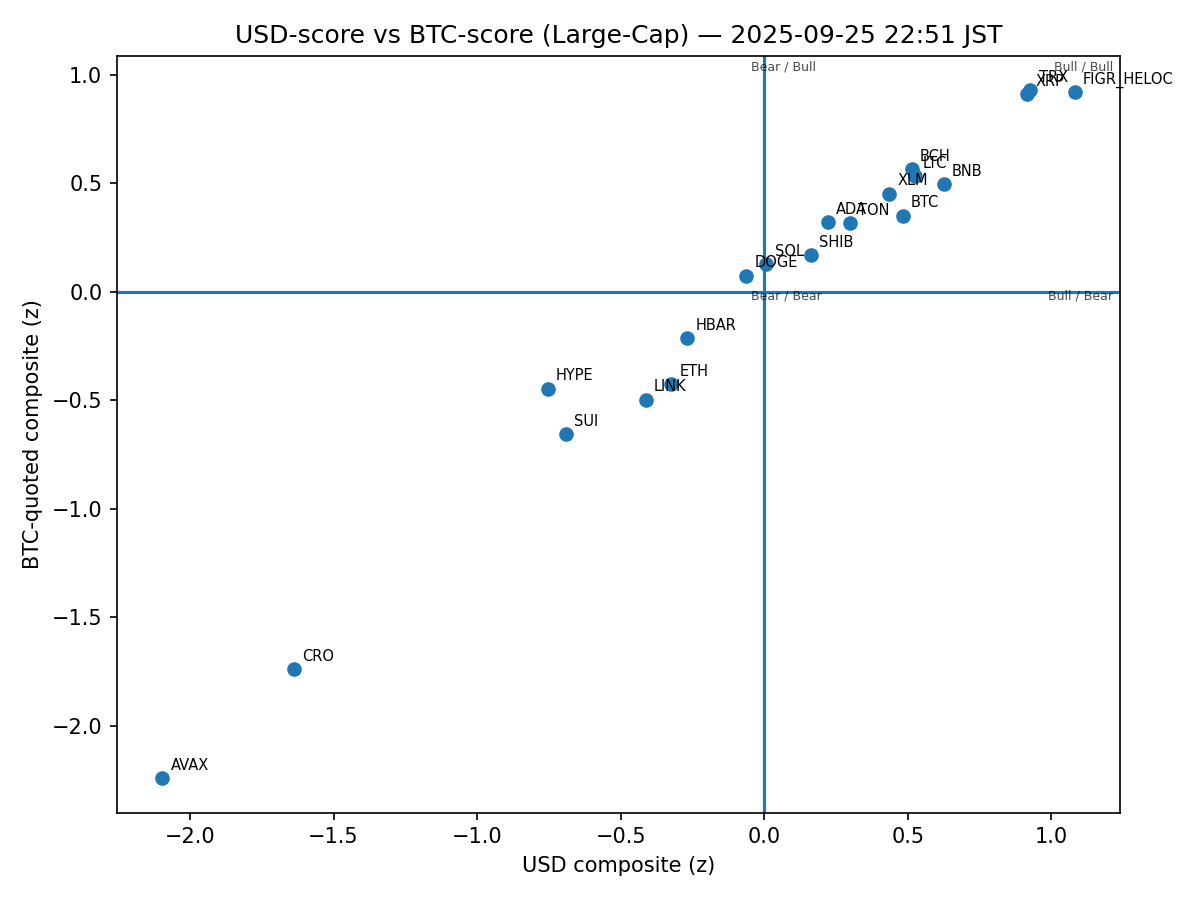 USD-score vs BTC-score (Large-Cap) — 2025-09-25 22:51 JST
Bear / Bull
Bull / Bull
TRX
XRP
FIGR_HELOC
BCH
LTC
BNB
XLM
BTC
ADA
TON
SHIB
SOL
DOGE
Bear / Bear
Bull / Bear
HBAR
ETH
HYPE
LINK
SUI
CRO
AVAX
1.0
0.5
0.0
−0.5
−1.0
−1.5
−2.0
BTC-quoted composite (z)
−2.0
−1.5
−1.0
−0.5
0.0
0.5
1.0
USD composite (z)